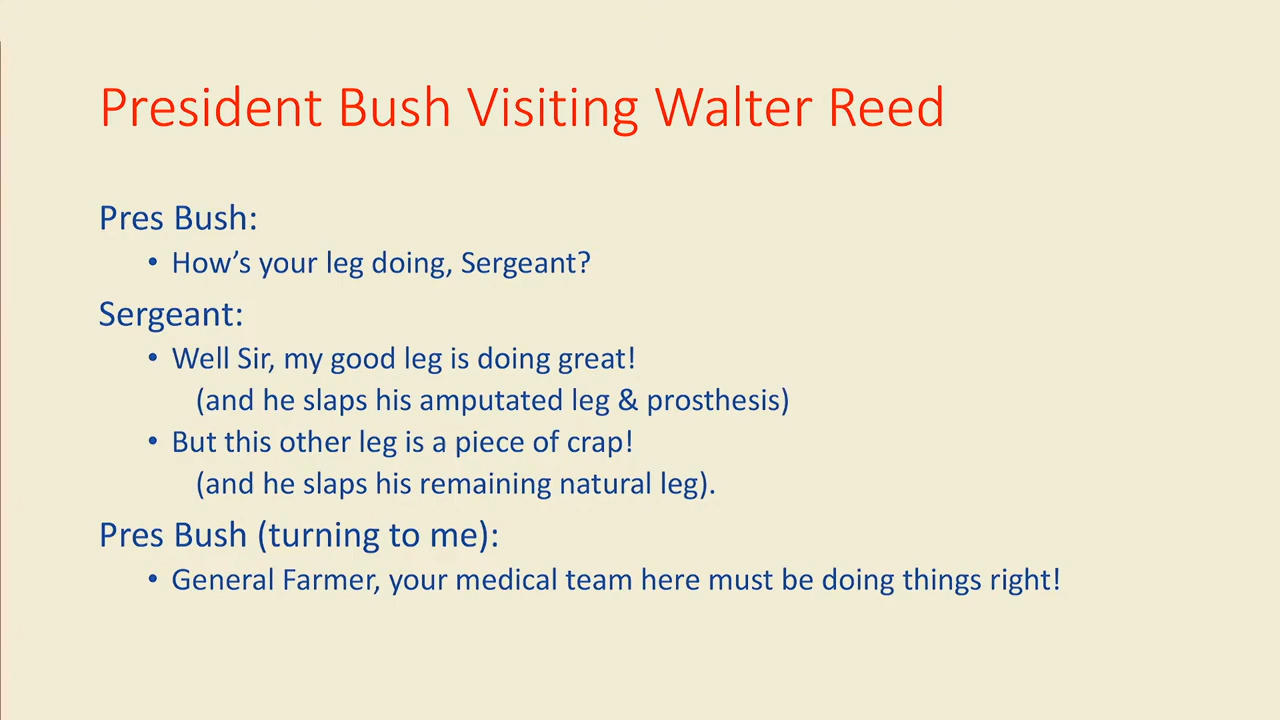 President Bush Visiting Walter Reed
Pres Bush:
• How’s your leg doing, Sergeant?
Sergeant:
• Well Sir, my good leg is doing great!
(and he slaps his amputated leg & prosthesis)
• But this other leg is a piece of crap!
(and he slaps his remaining natural leg).
Pres Bush (turning to me):
• General Farmer, your medical team here must be doing things right!